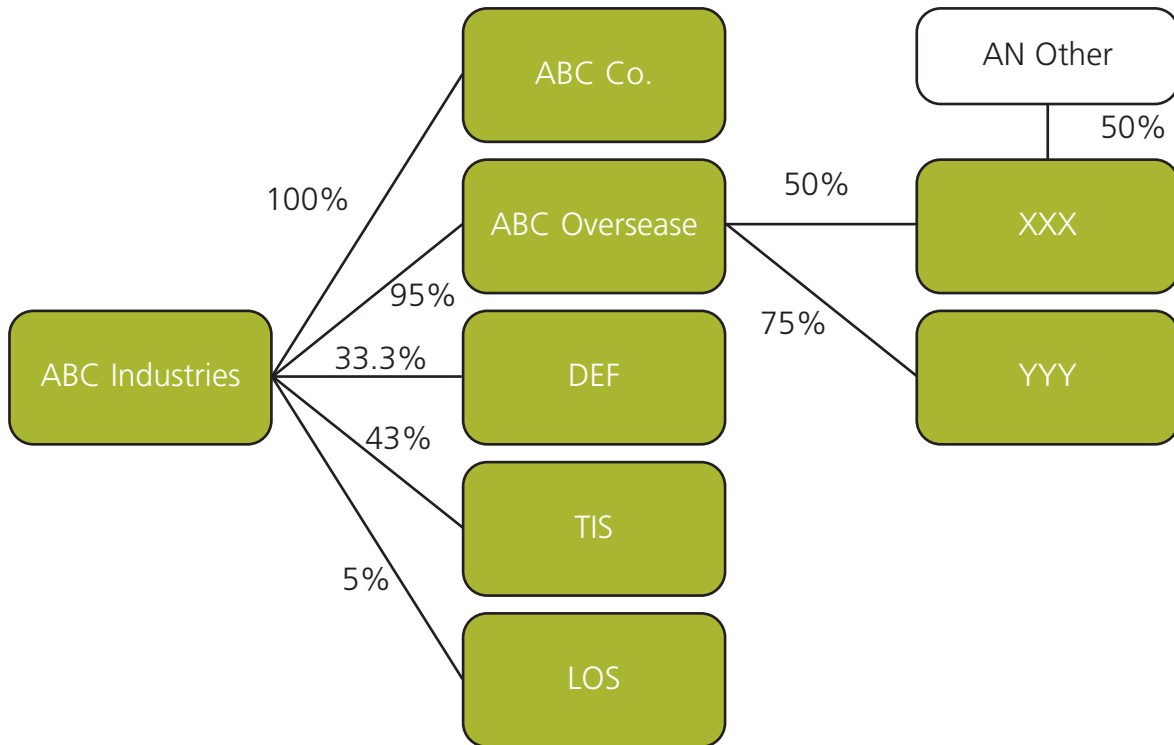 ABC Co.
AN Other
50%
100%
ABC Oversease
50%
XXX
95%
75%
ABC Industries
33.3%
DEF
YYY
43%
TIS
5%
LOS